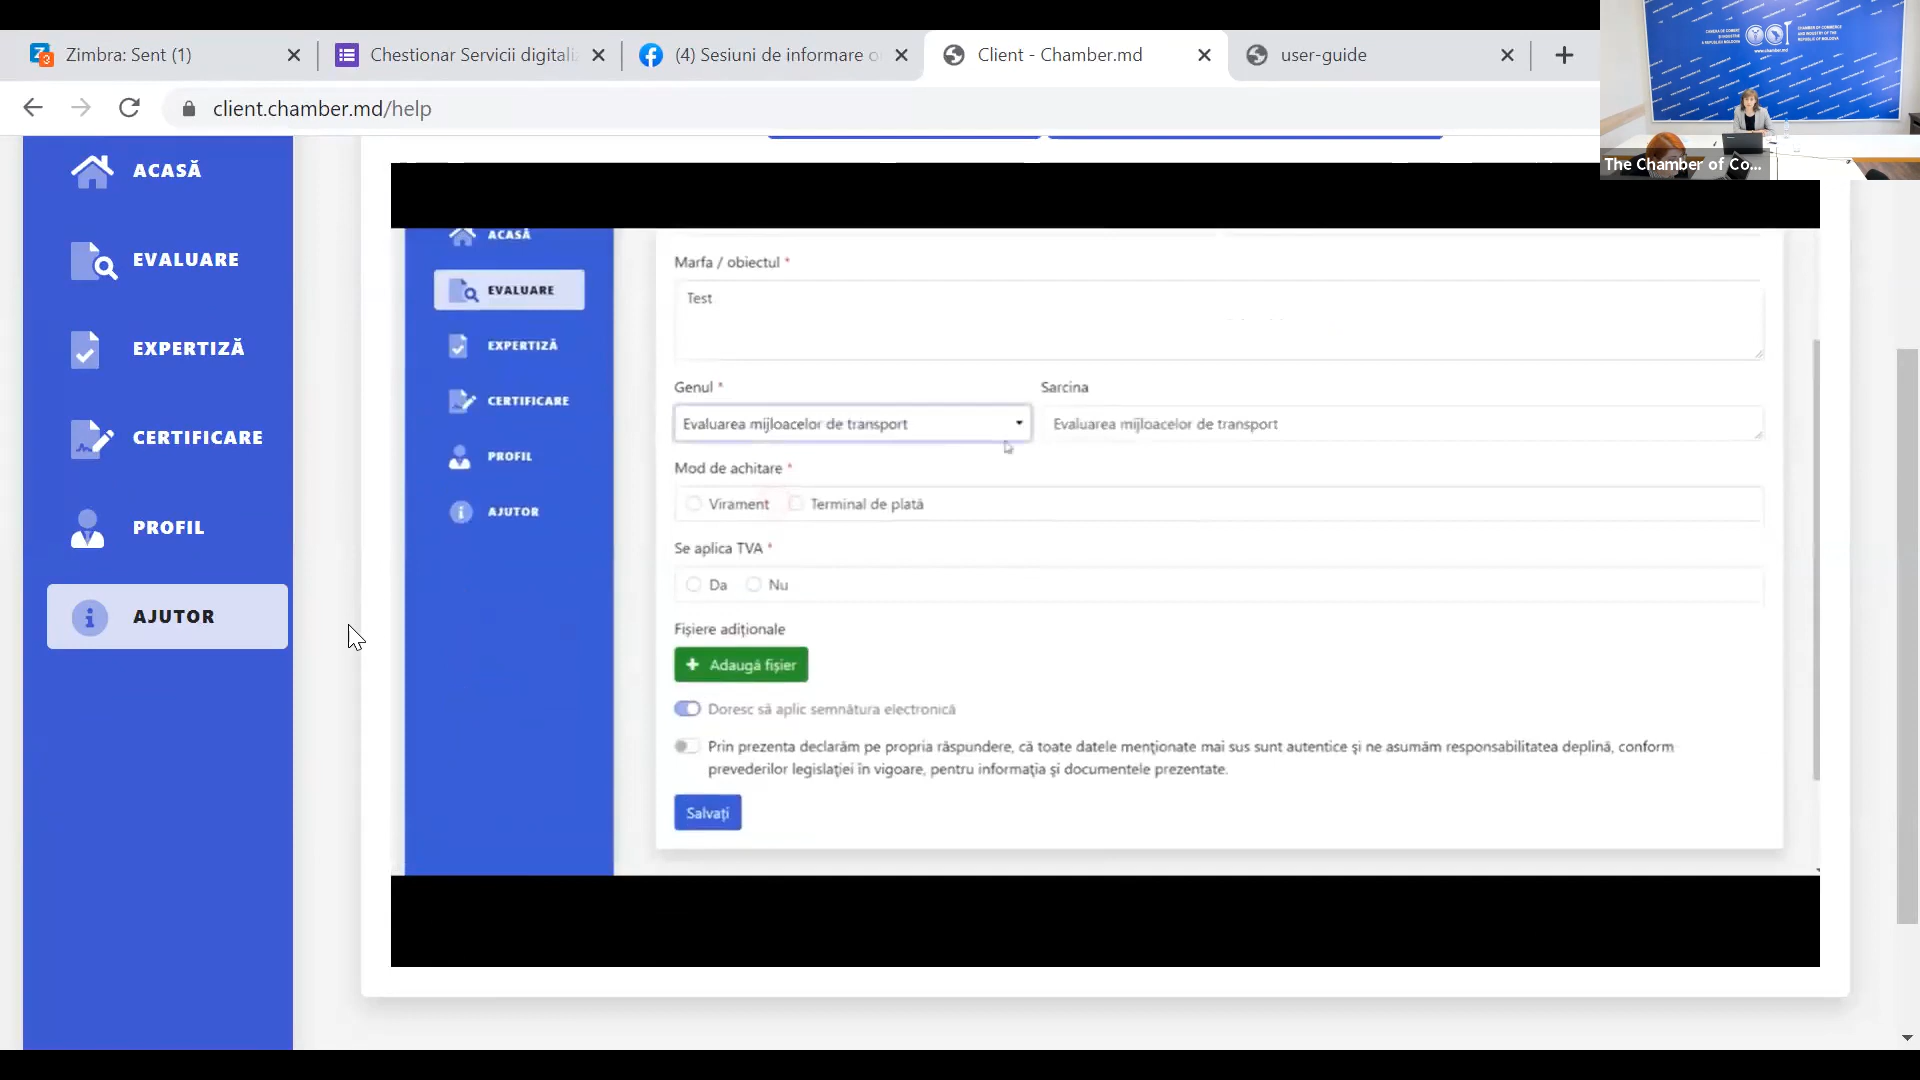 Zimbra: Sent (1)
Chestionar Servicii digitali
(4) Sesiuni de informare o
Client - Chamber.md
user-guide
client.chamber.md/help
The Chamber of Co...
ACASĂ
EVALUARE
EXPERTIZĂ
CERTIFICARE
PROFIL
AJUTOR
ACASĂ
EVALUARE
EXPERTIZĂ
CERTIFICARE
PROFIL
AJUTOR
Marfa / obiectul *
Test
Genul *
Sarcina
Evaluarea mijloacelor de transport
Evaluarea mijloacelor de transport
Mod de achitare *
Virament
Terminal de plată
Se aplica TVA *
Da
Nu
Fișiere adiționale
+ Adaugă fișier
Doresc să aplic semnătura electronică
Prin prezenta declarăm pe propria răspundere, că toate datele menționate mai sus sunt autentice și ne asumăm responsabilitatea deplină, conform
prevederilor legislației în vigoare, pentru informația și documentele prezentate.
Salvați